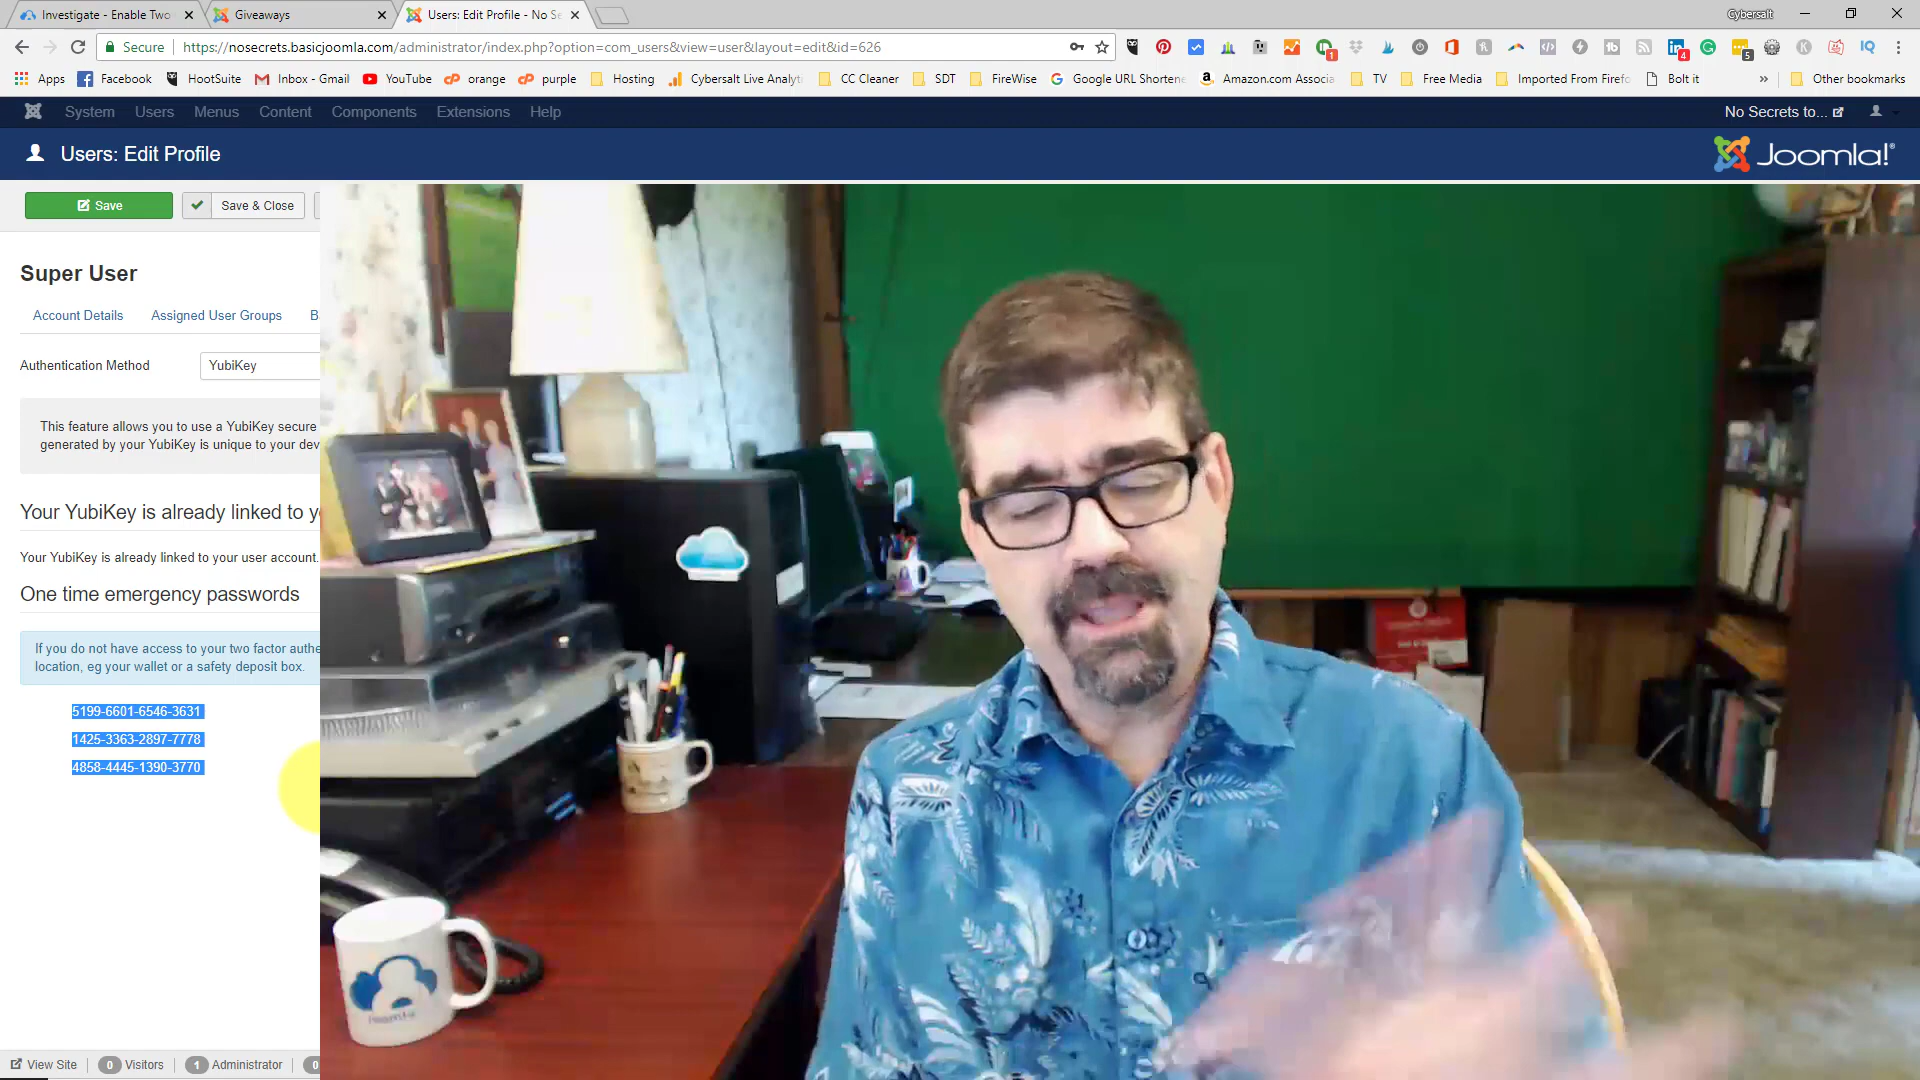 Investigate - Enable Two
Giveaways
Users: Edit Profile - No Se
Cybersalt
Secure
https://nosecrets.basicjoomla.com/administrator/index.php?option=com_users&view=user&layout=edit&id=626
1
4
5
IQ
Apps
Facebook
HootSuite
Inbox - Gmail
YouTube
orange
purple
Hosting
Cybersalt Live Analyt
CC Cleaner
SDT
FireWise
Google URL Shortene
Amazon.com Associa
TV
Free Media
Imported From Firefo
Bolt it
»
Other bookmarks
System
Users
Menus
Content
Components
Extensions
Help
No Secrets to...
Users: Edit Profile
Joomla!®
Save
Save & Close
Super User
Account Details
Assigned User Groups
B
Authentication Method
YubiKey
This feature allows you to use a YubiKey secure
generated by your YubiKey is unique to your dev
Your YubiKey is already linked to y
Your YubiKey is already linked to your user account.
One time emergency passwords
If you do not have access to your two factor authe
location, eg your wallet or a safety deposit box.
5199-6601-6546-3631
1425-3363-2897-7778
4858-4445-1390-3770
View Site
0 Visitors
1 Administrator
0